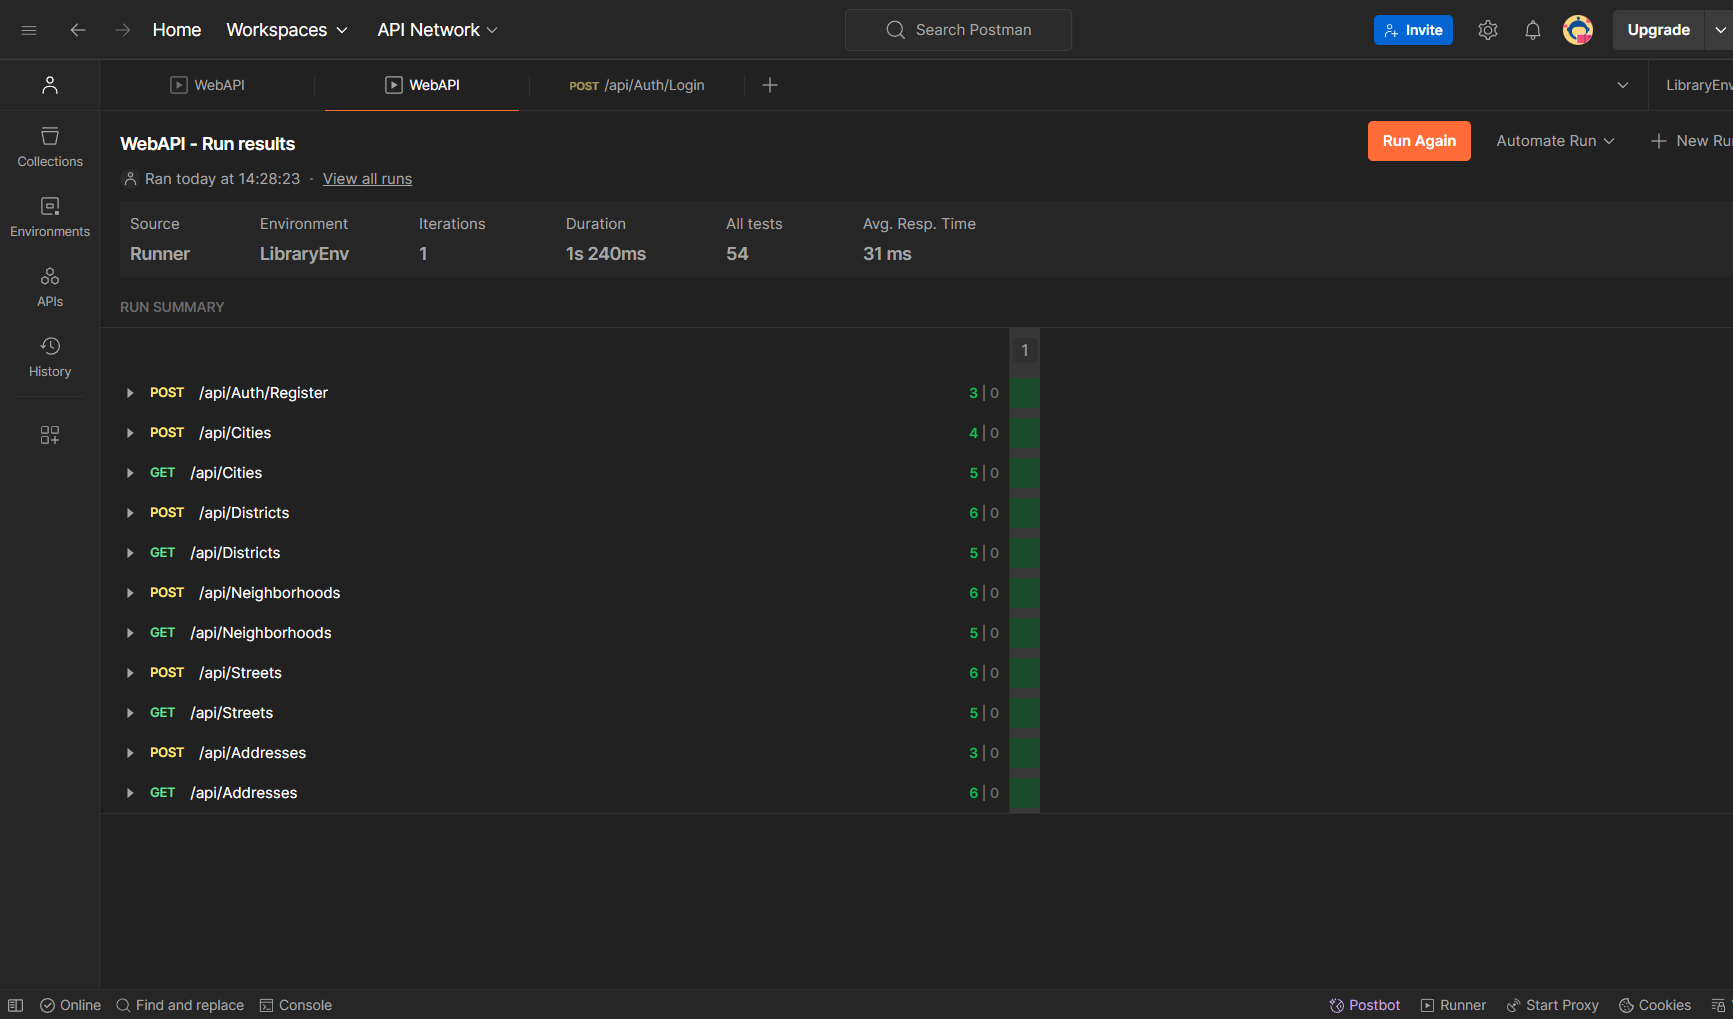 Home Workspaces API Network Search Postman Invite Upgrade
WebAPI WebAPI POST /api/Auth/Login LibraryEnv
Collections
Environments
APIs
History
WebAPI - Run results
Run Again Automate Run New Ru
Ran today at 14:28:23 · View all runs
Source Environment Iterations Duration All tests Avg. Resp. Time
Runner LibraryEnv 1 1s 240ms 54 31 ms
RUN SUMMARY
1
POST /api/Auth/Register 3 | 0
POST /api/Cities 4 | 0
GET /api/Cities 5 | 0
POST /api/Districts 6 | 0
GET /api/Districts 5 | 0
POST /api/Neighborhoods 6 | 0
GET /api/Neighborhoods 5 | 0
POST /api/Streets 6 | 0
GET /api/Streets 5 | 0
POST /api/Addresses 3 | 0
GET /api/Addresses 6 | 0
Online Find and replace Console Postbot Runner Start Proxy Cookies